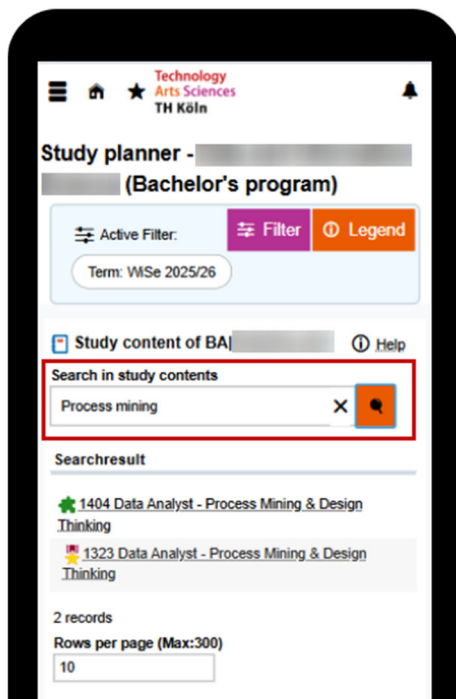 Technology
Arts Sciences
TH Köln
Study planner -
(Bachelor's program)
Active Filter:
Filter
Legend
Term: WiSe 2025/26
Study content of BA
Help
Search in study contents
Process mining
Searchresult
1404 Data Analyst - Process Mining & Design
Thinking
1323 Data Analyst - Process Mining & Design
Thinking
2 records
Rows per page (Max:300)
10